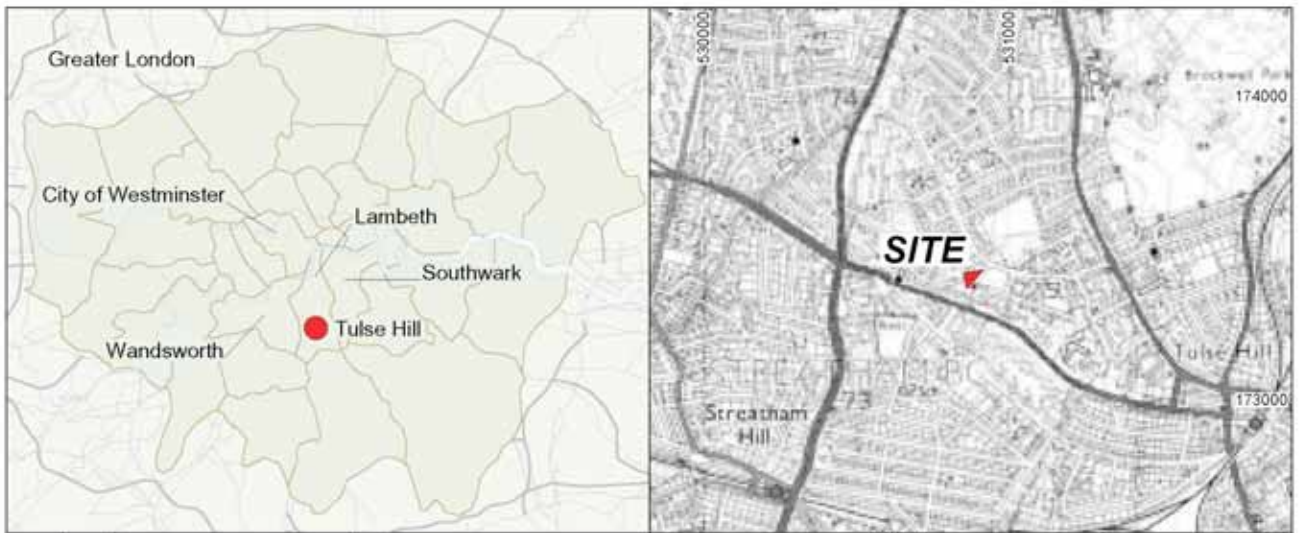 Greater London
City of Westminster
Lambeth
Southwark
Tulse Hill
Wandsworth
530000
531000
74
Brockwel Park
174000
SITE
Tulse Hill
173000
73
Streatham
Hill